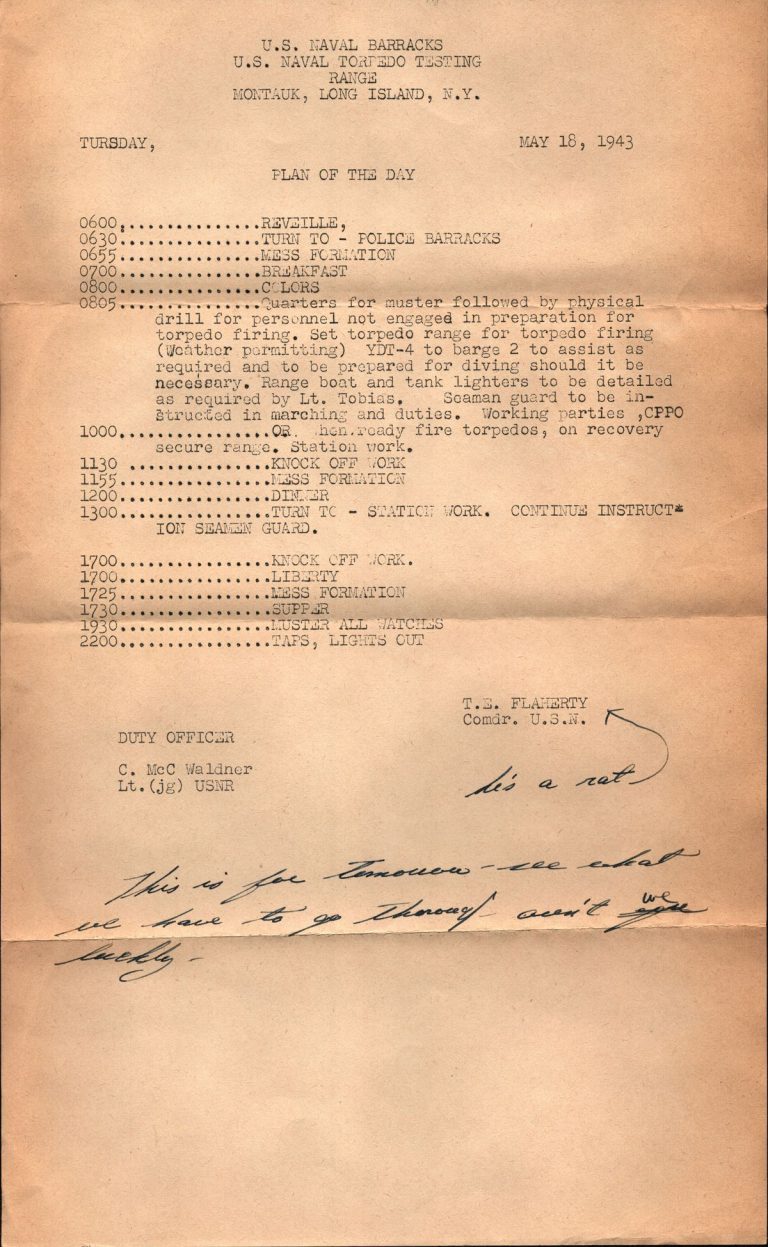 U.S. NAVAL BARRACKS
U.S. NAVAL TORPEDO TESTING
RANGE
MONTAUK, LONG ISLAND, N.Y.
TURSDAY, MAY 18, 1943
PLAN OF THE DAY
0600,..............REVEILLE,
0630...............TURN TO - POLICE BARRACKS
0655...............MESS FORMATION
0700...............BREAKFAST
0800...............COLORS
0805...............Quarters for muster followed by physical
drill for personnel not engaged in preparation for
torpedo firing. Set torpedo range for torpedo firing
(Weather permitting) YDT-4 to barge 2 to assist as
required and to be prepared for diving should it be
necessary. Range boat and tank lighters to be detailed
as required by Lt. Tobias. Seaman guard to be in-
structed in marching and duties. Working parties ,CPPO
1000................OR. when.ready fire torpedos, on recovery
secure range. Station work.
1130 ...............KNOCK OFF WORK
1155................MESS FORMATION
1200................DINNER
1300................TURN TO - STATION WORK. CONTINUE INSTRUCT*
ION SEAMEN GUARD.
1700................KNOCK OFF WORK.
1700................LIBERTY
1725................MESS FORMATION
1730................SUPPER
1930................MUSTER ALL WATCHES
2200................TAPS, LIGHTS OUT
T.E. FLAHERTY
Comdr. U.S.N.
DUTY OFFICER
C. McC Waldner
Lt.(jg) USNR
he's a rat
This is for tomorrow - see what
we have to go thoroug aren't we
luckly -